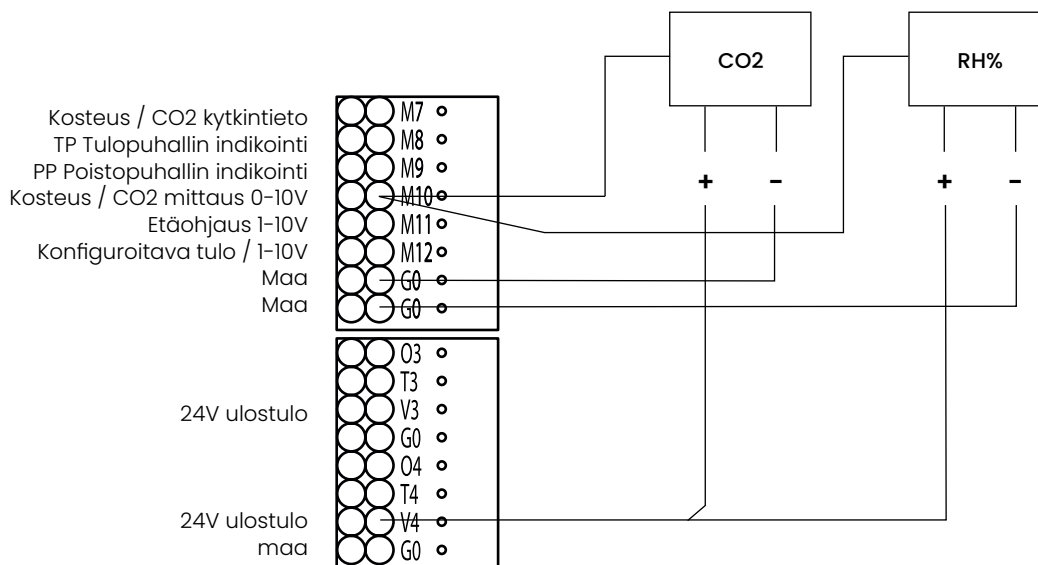 CO2
RH%
Kosteus / CO2 kytkintieto M7
TP Tulopuhallin indikointi M8
PP Poistopuhallin indikointi M9
Kosteus / CO2 mittaus 0-10V M10
Etäohjaus 1-10V M11
Konfiguroitava tulo / 1-10V M12
Maa G0
Maa G0
+ - + -
O3
T3
24V ulostulo V3
G0
O4
T4
24V ulostulo V4
maa G0